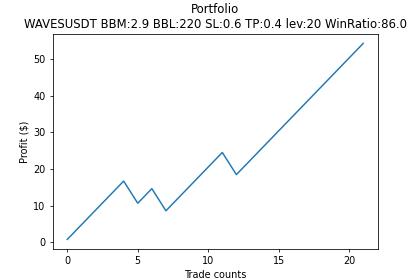 Portfolio
WAVESUSDT BBM:2.9 BBL:220 SL:0.6 TP:0.4 lev:20 WinRatio:86.0
Profit ($)
50
40
30
20
10
0
0 5 10 15 20
Trade counts